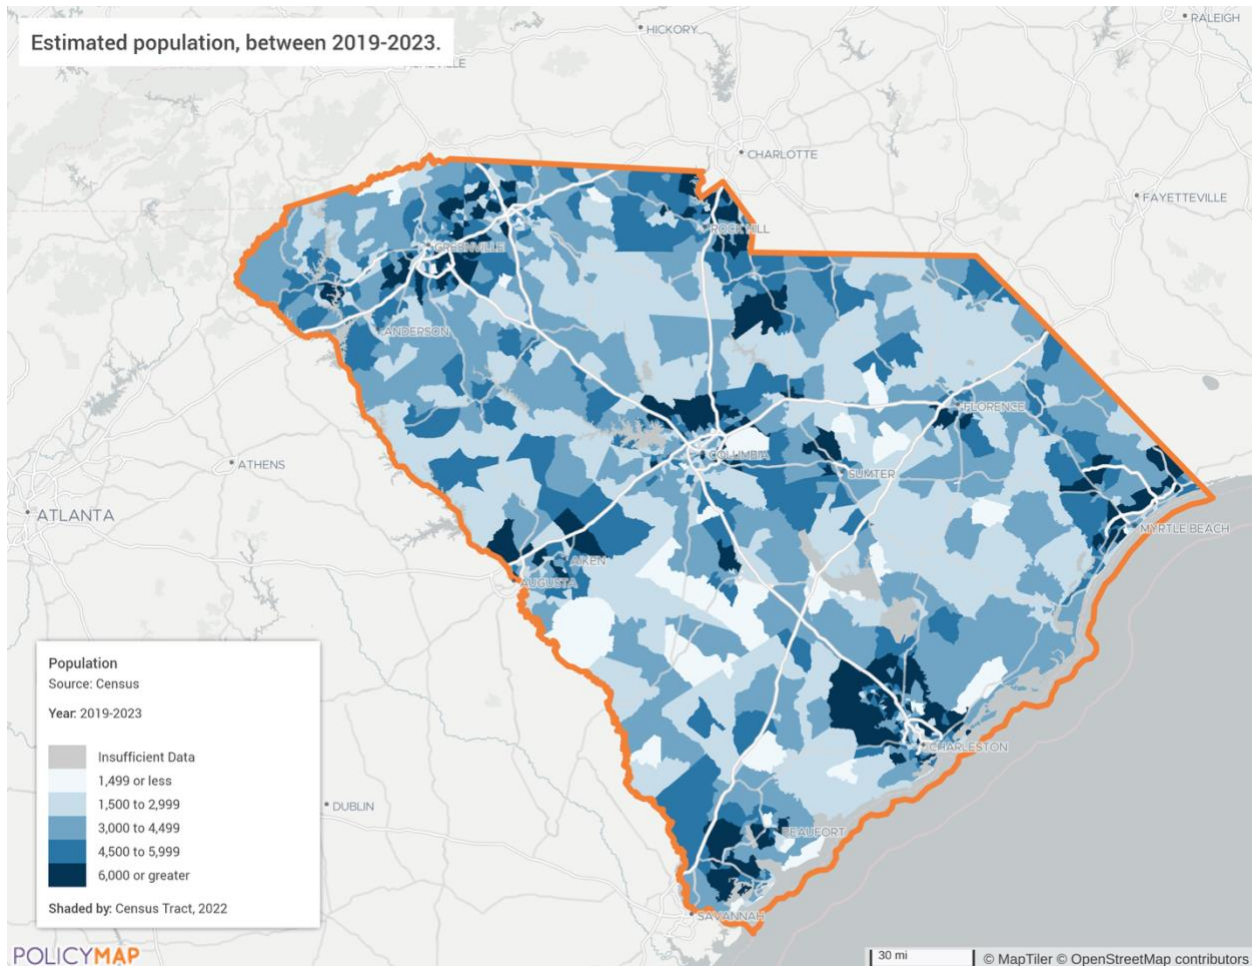 Estimated population, between 2019-2023.
HICKORY
RALEIGH
CHARLOTTE
FAYETTEVILLE
ROCK HILL
GREENVILLE
ANDERSON
FLORENCE
ATHENS
COLUMBIA
SUMTER
ATLANTA
MYRTLE BEACH
AIKEN
AUGUSTA
CHARLESTON
DUBLIN
BEAUFORT
SAVANNAH
Population
Source: Census
Year: 2019-2023
Insufficient Data
1,499 or less
1,500 to 2,999
3,000 to 4,499
4,500 to 5,999
6,000 or greater
Shaded by: Census Tract, 2022
POLICYMAP
30 mi
© MapTiler © OpenStreetMap contributors